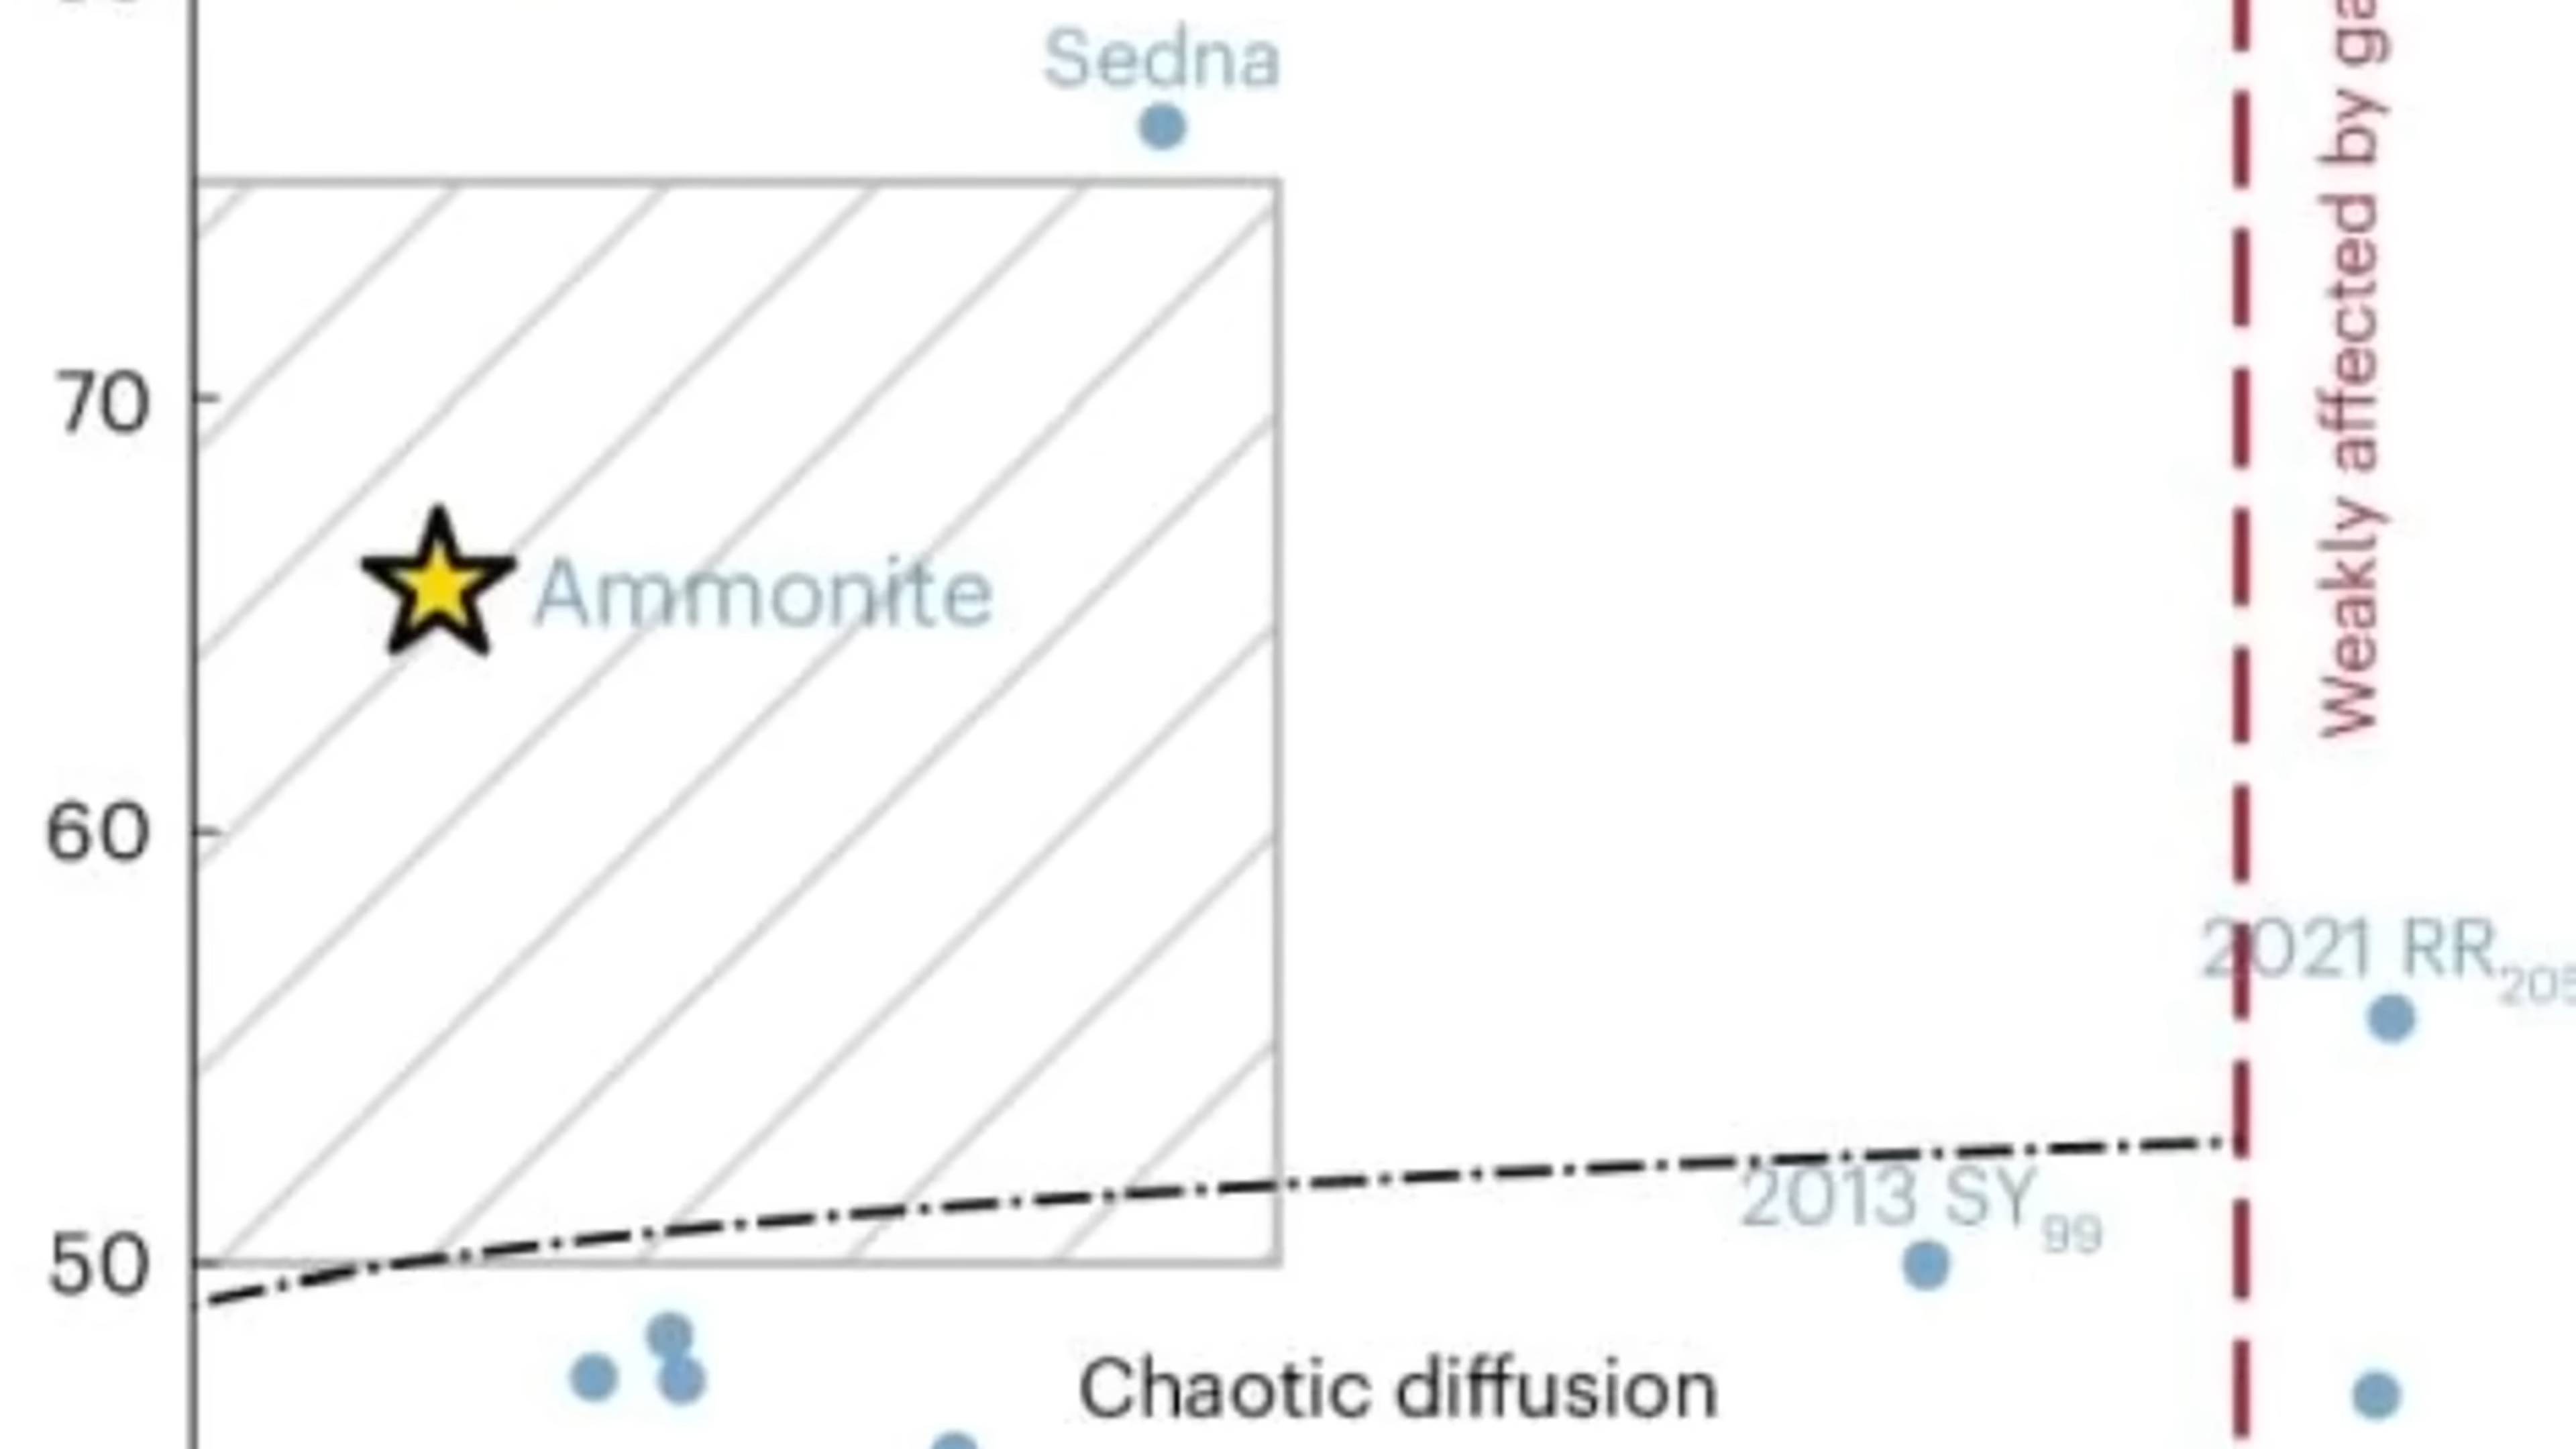 Sedna
Weakly affected by
70
Ammonite
60
2021 RR
50
2013 SY99
Chaotic diffusion